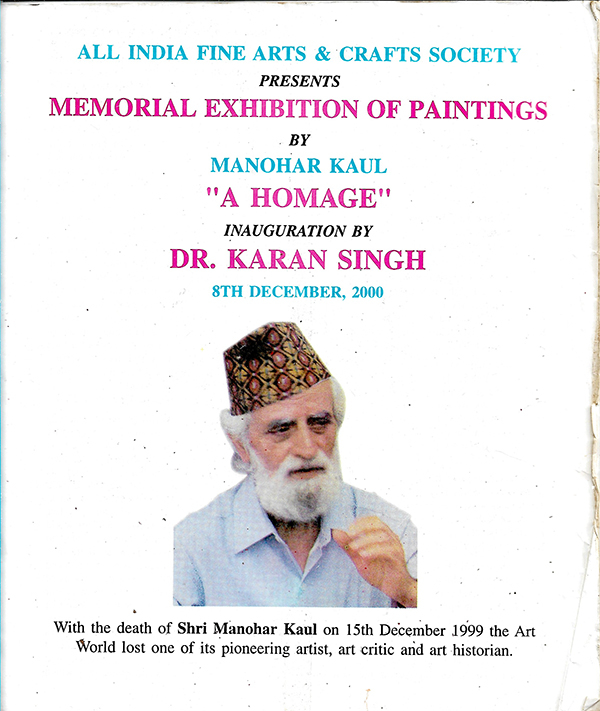 ALL INDIA FINE ARTS & CRAFTS SOCIETY
PRESENTS
MEMORIAL EXHIBITION OF PAINTINGS
BY
MANOHAR KAUL
"A HOMAGE"
INAUGURATION BY
DR. KARAN SINGH
8TH DECEMBER, 2000
With the death of Shri Manohar Kaul on 15th December 1999 the Art
World lost one of its pioneering artist, art critic and art historian.